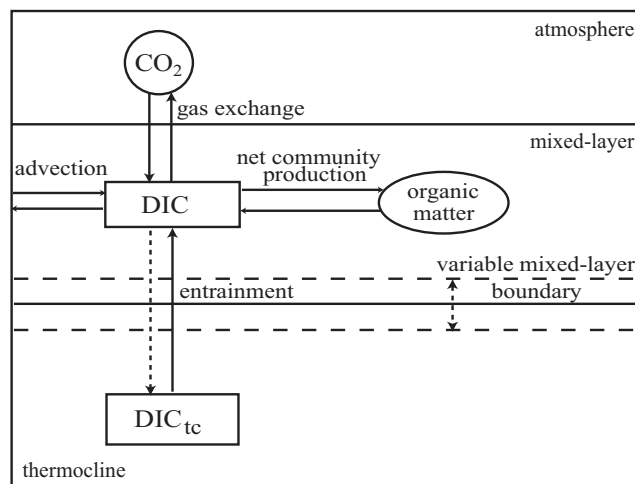 atmosphere
CO₂
gas exchange
mixed-layer
advection
net community
production
DIC
organic
matter
variable mixed-layer
entrainment
boundary
DICtc
thermocline